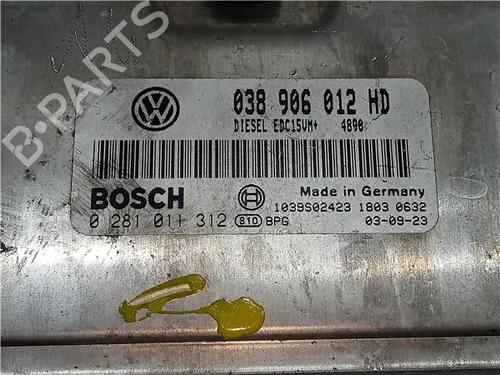 B-PARTS
038 906 012 HD
DIESEL EDC15VM+ 4890
BOSCH
0 281 011 312 810 BPG
Made in Germany
1039S02423 1803 0632
03-09-23